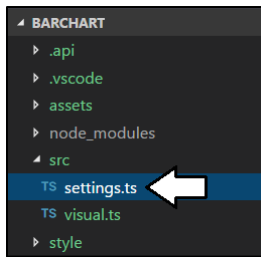 BARCHART
.api
.vscode
assets
node_modules
src
TS settings.ts
TS visual.ts
style